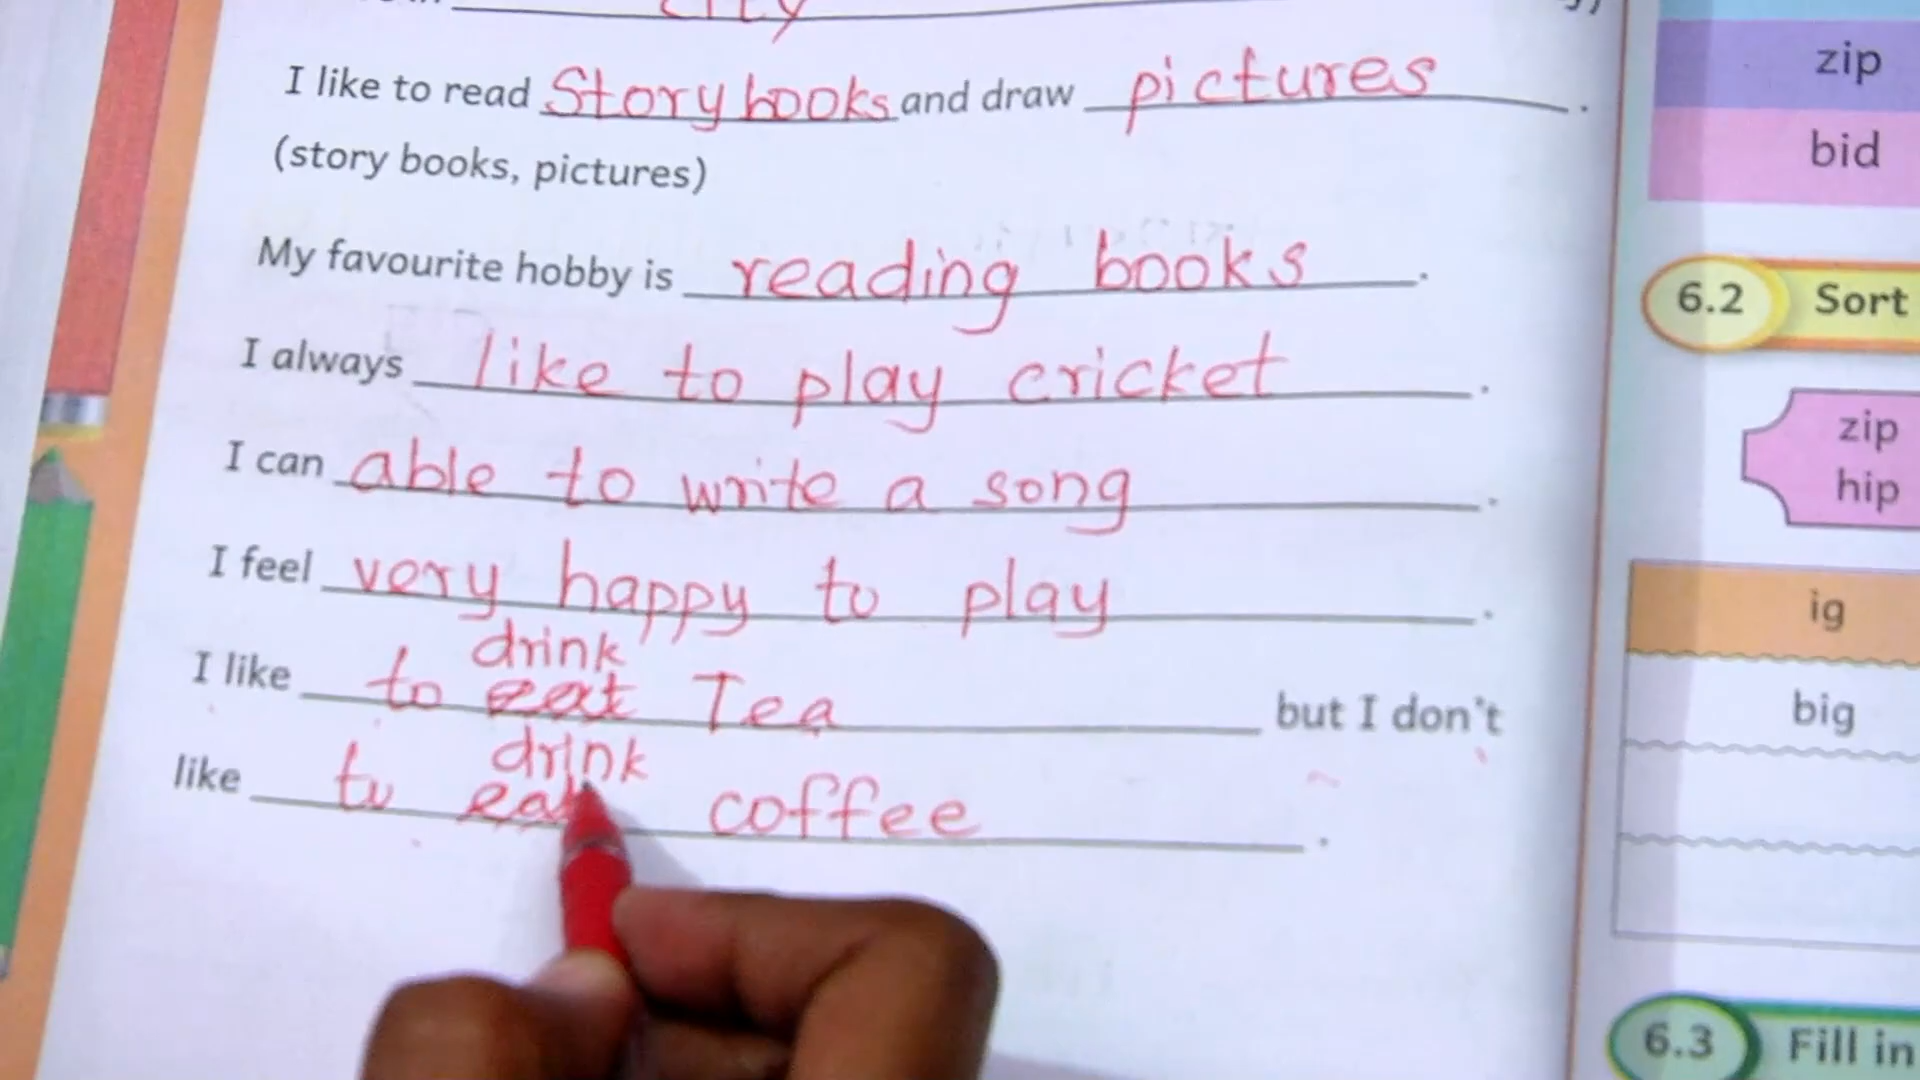 city
I like to read Story books and draw pictures .
(story books, pictures)
My favourite hobby is reading books .
I always like to play cricket .
I can able to write a song .
I feel very happy to play .
drink
I like to eat Tea but I don't
drink
like to eat coffee .
zip
bid
6.2 Sort
zip
hip
ig
big
6.3 Fill in